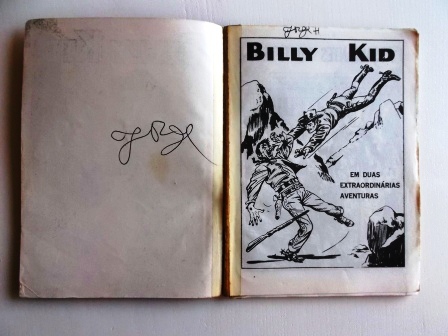 BILLY KID
EM DUAS
EXTRAORDINÁRIAS
AVENTURAS